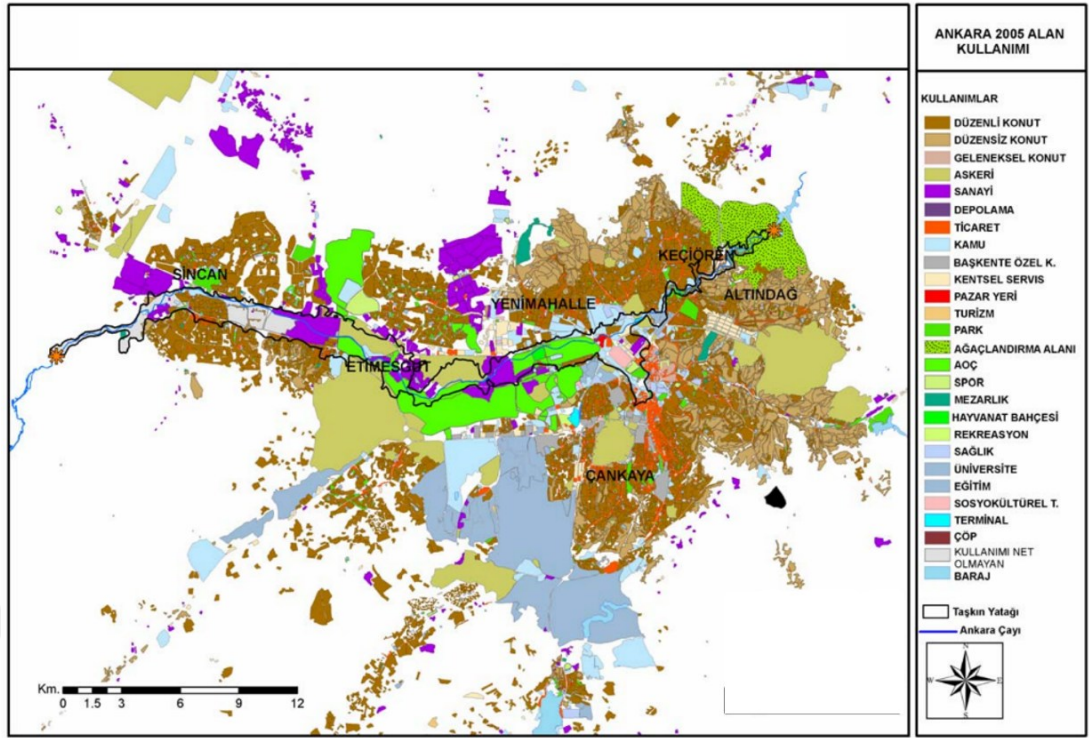 ANKARA 2005 ALAN
KULLANIMI
KULLANIMLAR
DÜZENLİ KONUT
DÜZENSİZ KONUT
GELENEKSEL KONUT
ASKERİ
SANAYİ
DEPOLAMA
TİCARET
KAMU
BAŞKENTE ÖZEL K.
KENTSEL SERVIS
PAZAR YERİ
TURİZM
PARK
AĞAÇLANDIRMA ALANI
AOÇ
SPOR
MEZARLIK
HAYVANAT BAHÇESİ
REKREASYON
SAĞLIK
ÜNİVERSİTE
EĞİTİM
SOSYOKÜLTÜREL T.
TERMİNAL
ÇÖP
KULLANIMI NET
OLMAYAN
BARAJ
Taşkın Yatağı
Ankara Çayı
N
W
E
S
KEÇİÖREN
SİNCAN
ALTINDAĞ
YENİMAHALLE
ETİMESGUT
ÇANKAYA
Km.
0 1.5 3 6 9 12